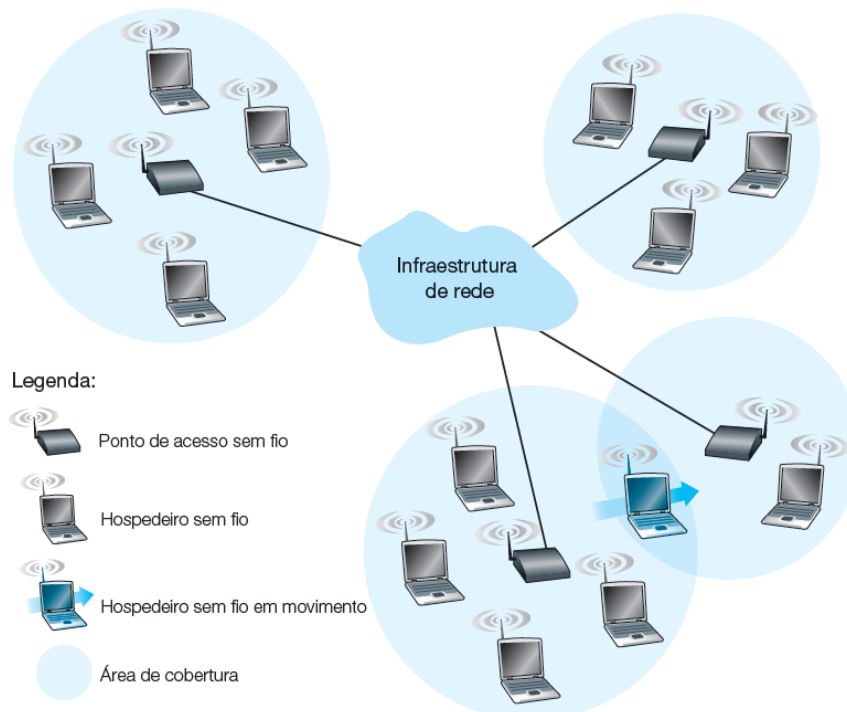 Infraestrutura
de rede
Legenda:
Ponto de acesso sem fio
Hospedeiro sem fio
Hospedeiro sem fio em movimento
Área de cobertura